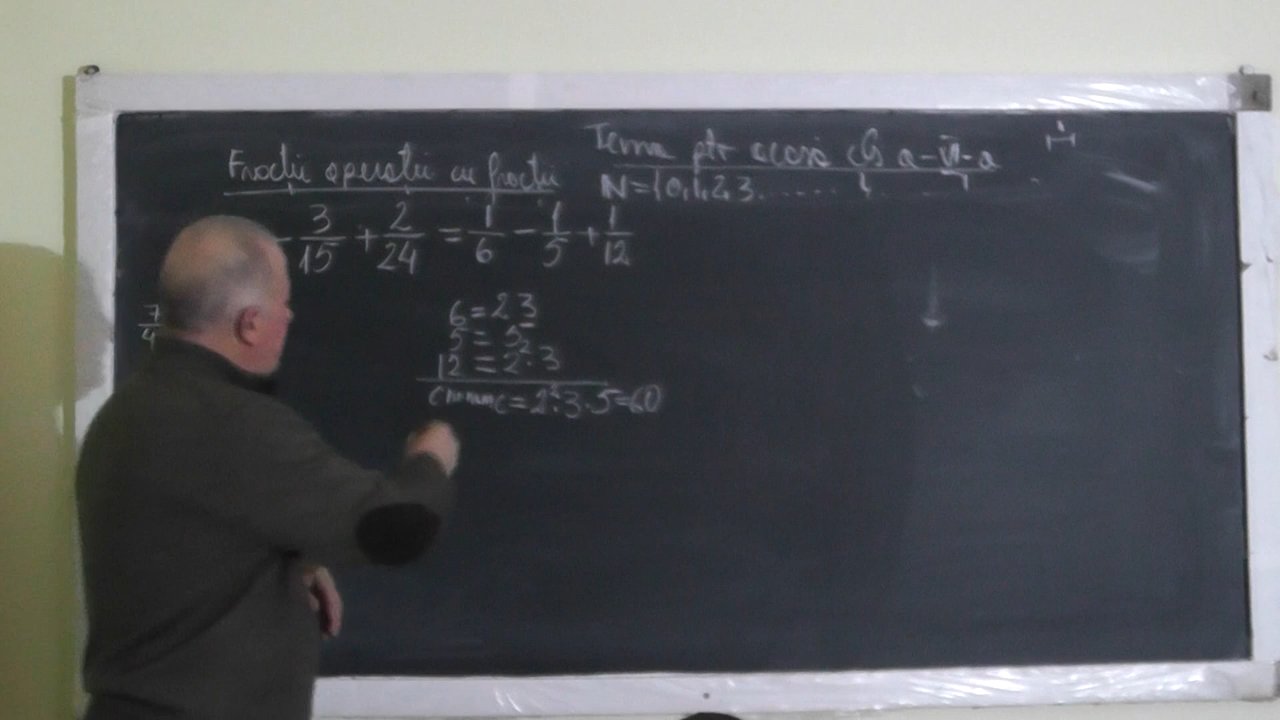 Fracții operații cu fracții
Tema ptr acasă cls a-VI-a
N={0,1,2,3.......
- 3/15 + 2/24 = 1/6 - 1/5 + 1/12
7/4
6=2 3
5=5
12=2²·3
c.m.m.m.c=2²·3·5=60